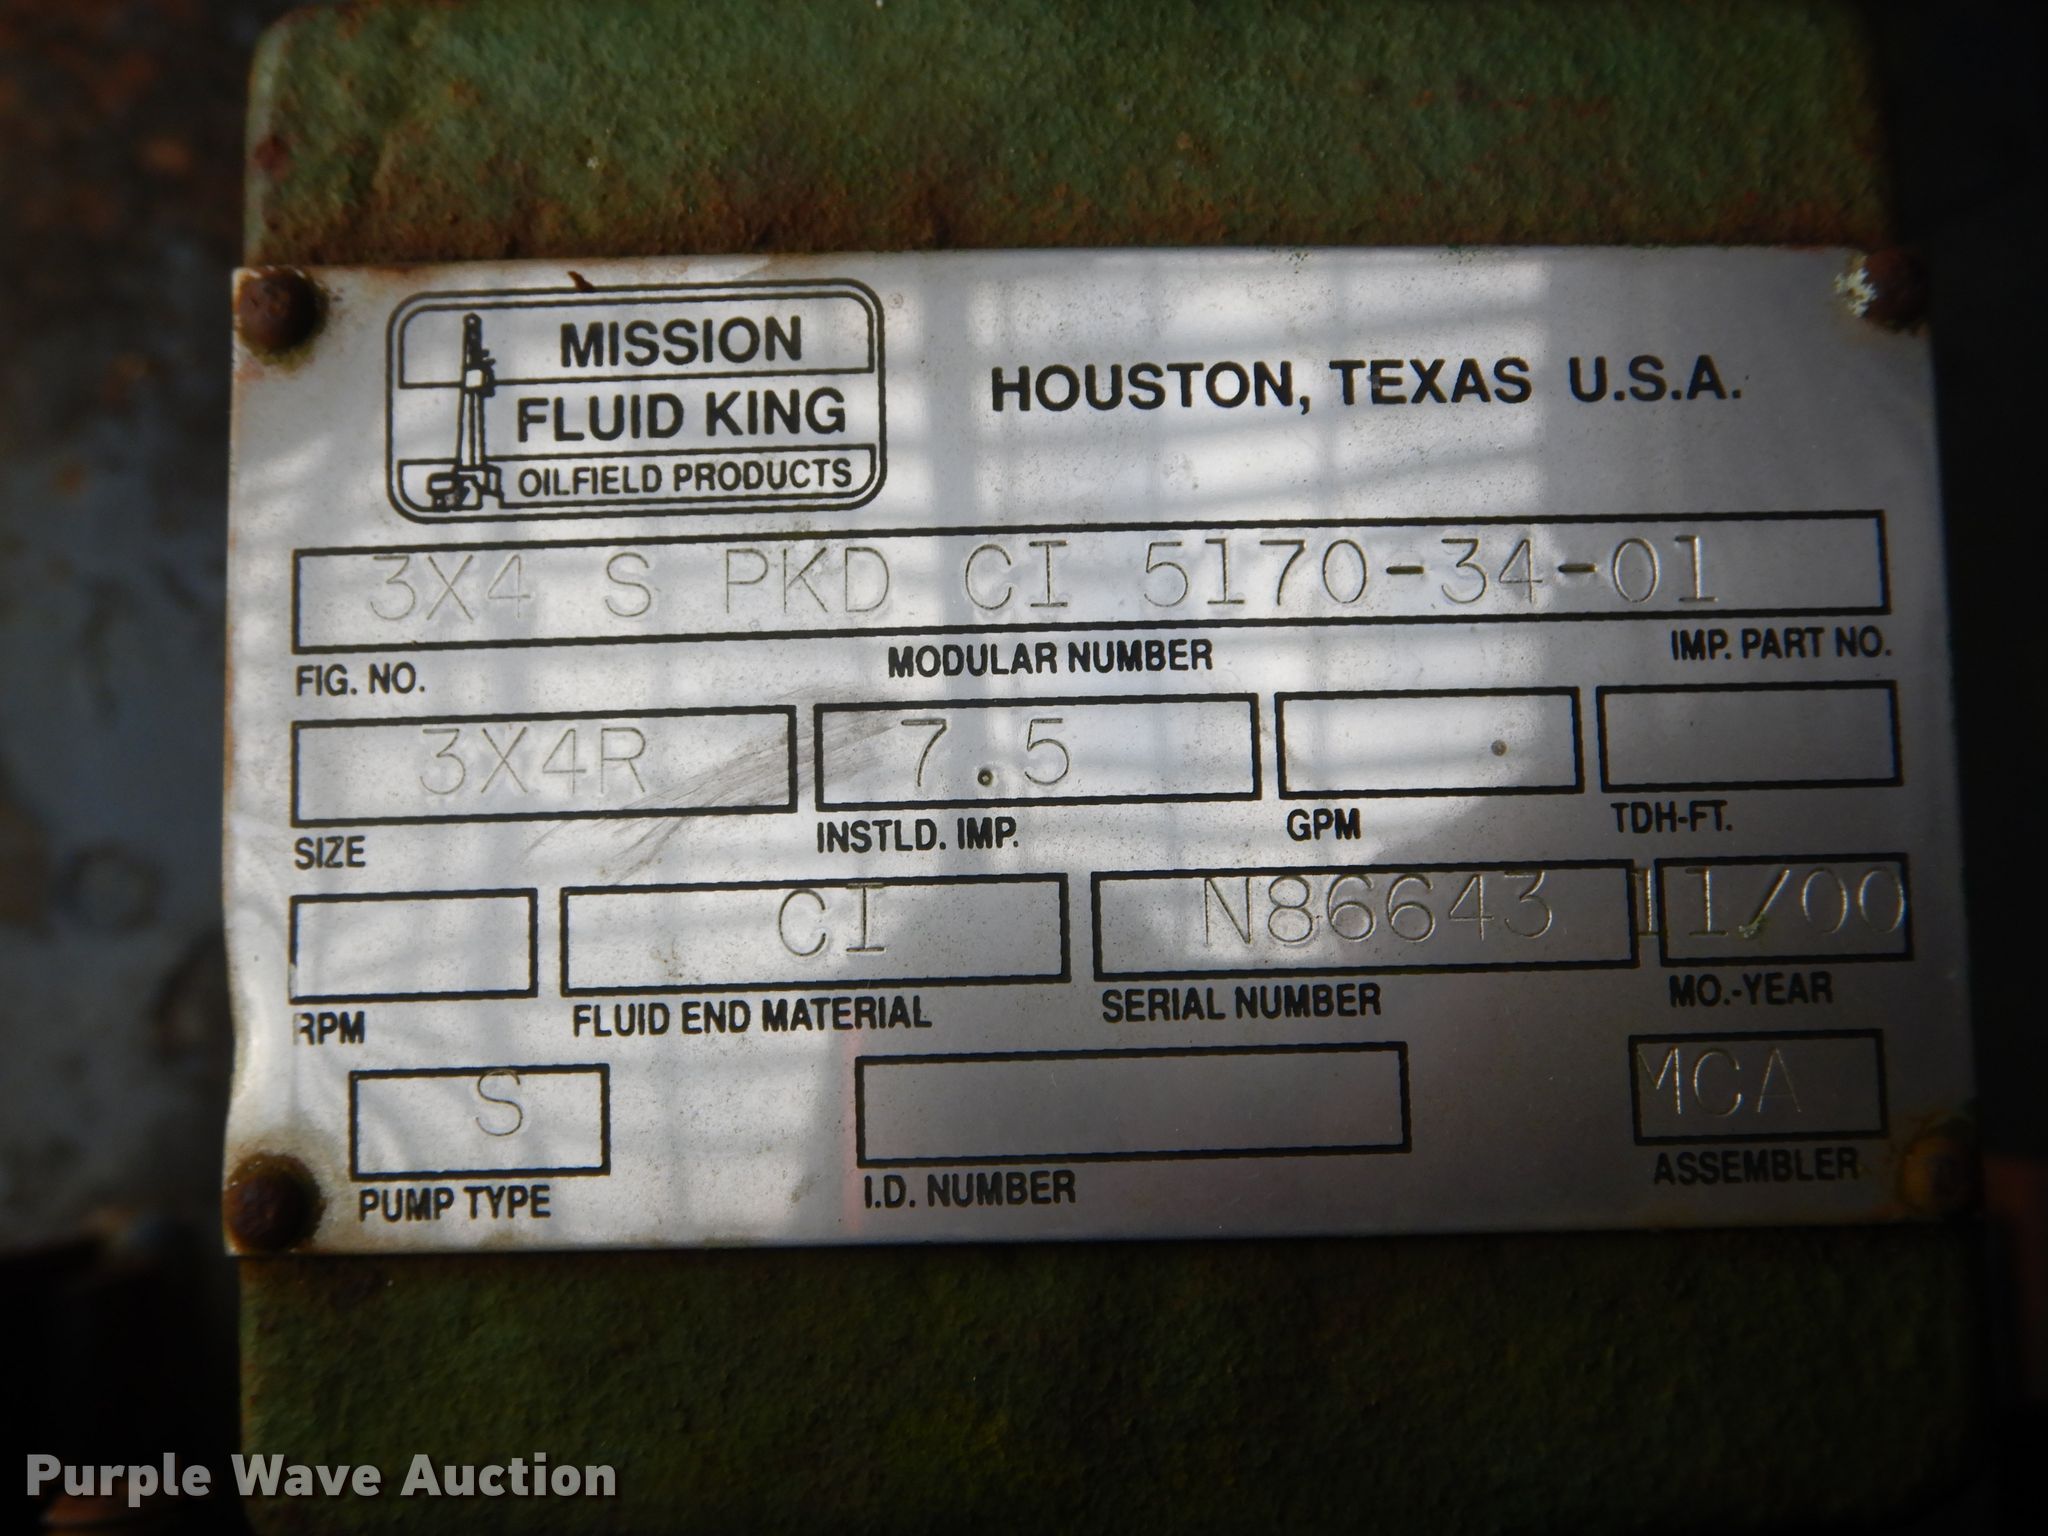 MISSION
FLUID KING
OILFIELD PRODUCTS
HOUSTON, TEXAS U.S.A.
3X4 S PKD CI 5170-34-01
FIG. NO. MODULAR NUMBER IMP. PART NO.
3X4R 7.5
SIZE INSTLD. IMP. GPM TDH-FT.
CI N86643 11/00
RPM FLUID END MATERIAL SERIAL NUMBER MO.-YEAR
S MCA
PUMP TYPE I.D. NUMBER ASSEMBLER
Purple Wave Auction